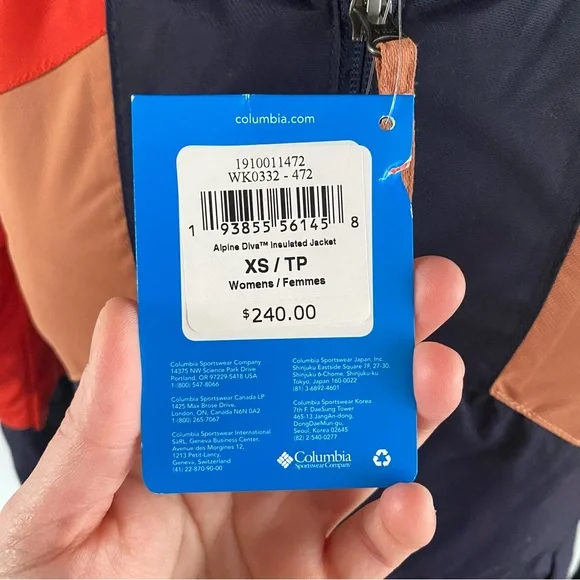 columbia.com
1910011472
WK0332 - 472
1 93855 56145 8
Alpine Diva™ Insulated Jacket
XS / TP
Womens / Femmes
$240.00
Columbia Sportswear Company
14375 NW Science Park Drive
Portland, OR 97229-5418 USA
1 (800) 547-8066
Columbia Sportswear Canada LP
1425 Max Brose Drive,
London, ON, Canada N6N 0A2
1 (800) 265-7067
Columbia Sportswear International
SàRL, Geneva Business Center,
Avenue des Morgines 12,
1213 Petit-Lancy,
Geneva, Switzerland
(41) 22-870-90-00
Columbia Sportswear Japan, Inc.
Shinjuku Eastside Square 7F, 27-30,
Shinjuku 6-Chome, Shinjuku-ku
Tokyo, Japan 160-0022
(81) 3-6892-4601
Columbia Sportswear Korea
7th F. DaeSung Tower
465-13 JangAn-dong,
DongDaeMun-gu,
Seoul, Korea 02645
(82) 2-540-0277
Columbia
Sportswear Company